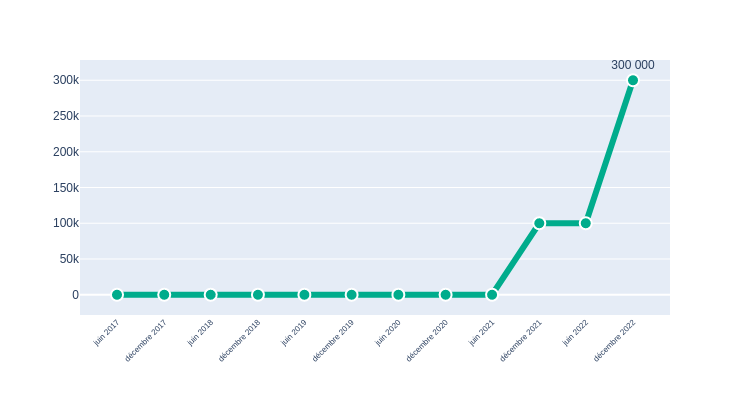 300 000
300k
250k
200k
150k
100k
50k
0
juin 2017
décembre 2017
juin 2018
décembre 2018
juin 2019
décembre 2019
juin 2020
décembre 2020
juin 2021
décembre 2021
juin 2022
décembre 2022